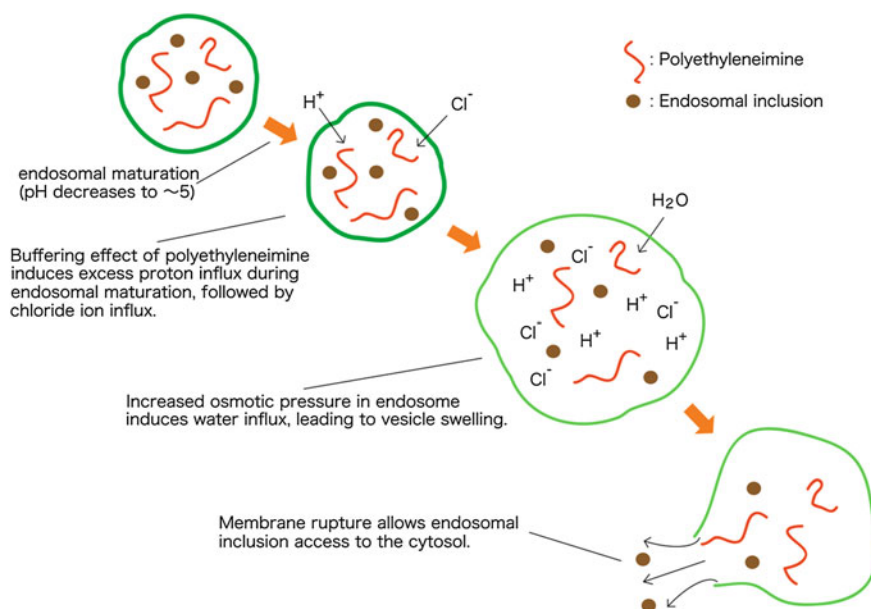 : Polyethyleneimine
: Endosomal inclusion
H⁺
Cl⁻
endosomal maturation
(pH decreases to ～5)
H₂O
Buffering effect of polyethyleneimine
induces excess proton influx during
endosomal maturation, followed by
chloride ion influx.
Cl⁻
H⁺
H⁺
Cl⁻
Cl⁻
H⁺
H⁺
Cl⁻
Increased osmotic pressure in endosome
induces water influx, leading to vesicle swelling.
Membrane rupture allows endosomal
inclusion access to the cytosol.